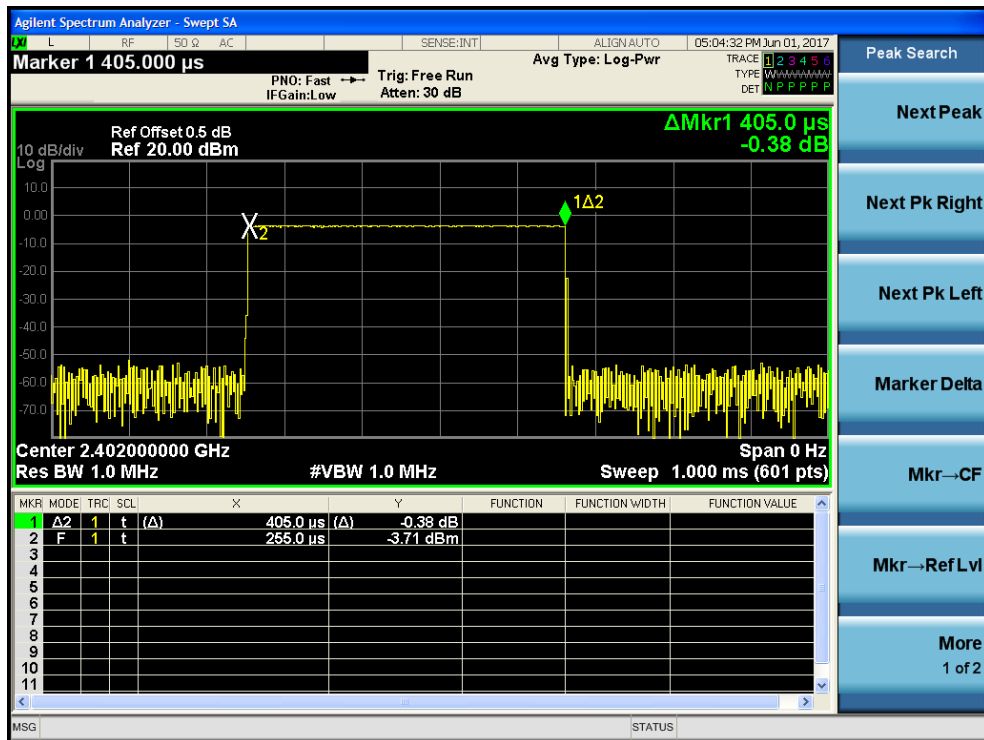 Agilent Spectrum Analyzer - Swept SA
LXI L RF 50 Ω AC SENSE:INT ALIGN AUTO 05:04:32 PM Jun 01, 2017
Marker 1 405.000 µs
PNO: Fast
IFGain:Low
Trig: Free Run
Atten: 30 dB
Avg Type: Log-Pwr
TRACE 1 2 3 4 5 6
TYPE WWWWWWW
DET N P P P P P
Ref Offset 0.5 dB
10 dB/div Ref 20.00 dBm
Log
ΔMkr1 405.0 µs
-0.38 dB
10.0
0.00
-10.0
-20.0
-30.0
-40.0
-50.0
-60.0
-70.0
1Δ2
X2
Center 2.402000000 GHz Span 0 Hz
Res BW 1.0 MHz #VBW 1.0 MHz Sweep 1.000 ms (601 pts)
MKR MODE TRC SCL X Y FUNCTION FUNCTION WIDTH FUNCTION VALUE
1 Δ2 1 t (Δ) 405.0 µs (Δ) -0.38 dB
2 F 1 t 255.0 µs -3.71 dBm
3
4
5
6
7
8
9
10
11
MSG STATUS
Peak Search
Next Peak
Next Pk Right
Next Pk Left
Marker Delta
Mkr→CF
Mkr→Ref Lvl
More
1 of 2